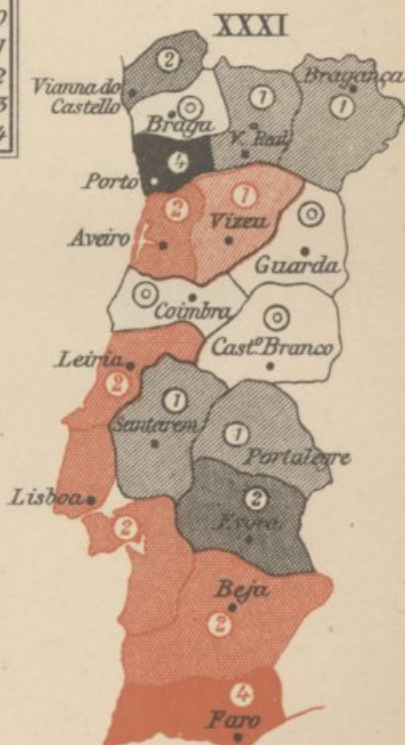 XXXI
2
Vianna do
Castello
Braga
1
V.ª Real
Bragança
1
4
Porto
2
Aveiro
1
Vizeu
Guarda
Coimbra
Cast.º Branco
Leiria
2
1
Santarem
1
Portalegre
Lisboa
2
2
Evora
Beja
2
4
Faro